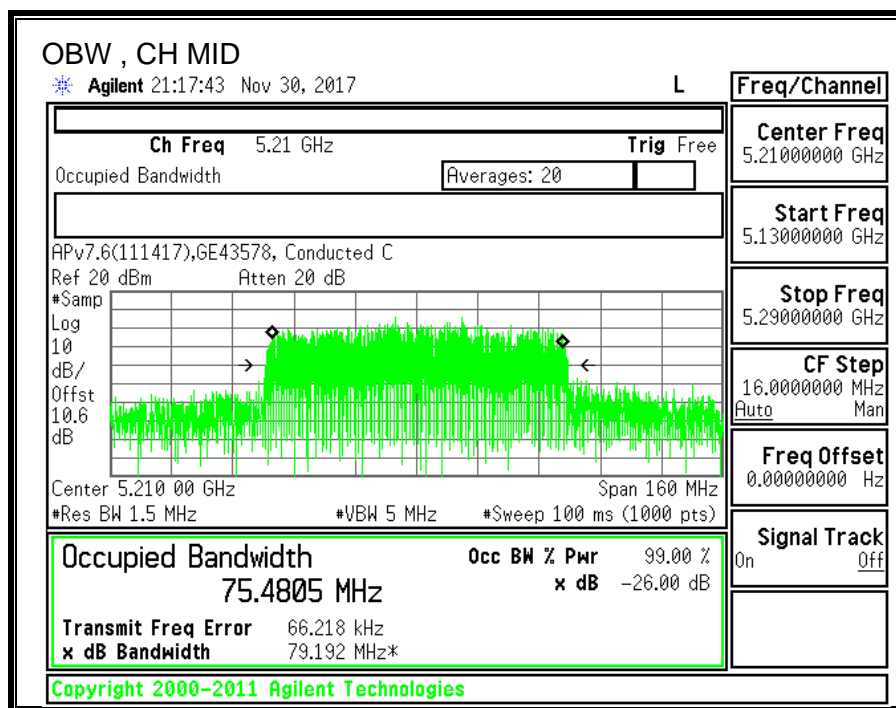 OBW , CH MID
Agilent 21:17:43 Nov 30, 2017 L
Freq/Channel
Ch Freq 5.21 GHz Trig Free
Occupied Bandwidth Averages: 20
APv7.6(111417),GE43578, Conducted C
Ref 20 dBm Atten 20 dB
#Samp
Log
10
dB/
Offst
10.6
dB
Center 5.210 00 GHz Span 160 MHz
#Res BW 1.5 MHz #VBW 5 MHz #Sweep 100 ms (1000 pts)
Occupied Bandwidth Occ BW % Pwr 99.00 %
75.4805 MHz x dB -26.00 dB
Transmit Freq Error 66.218 kHz
x dB Bandwidth 79.192 MHz*
Copyright 2000-2011 Agilent Technologies
Center Freq
5.21000000 GHz
Start Freq
5.13000000 GHz
Stop Freq
5.29000000 GHz
CF Step
16.0000000 MHz
Auto Man
Freq Offset
0.00000000 Hz
Signal Track
On Off